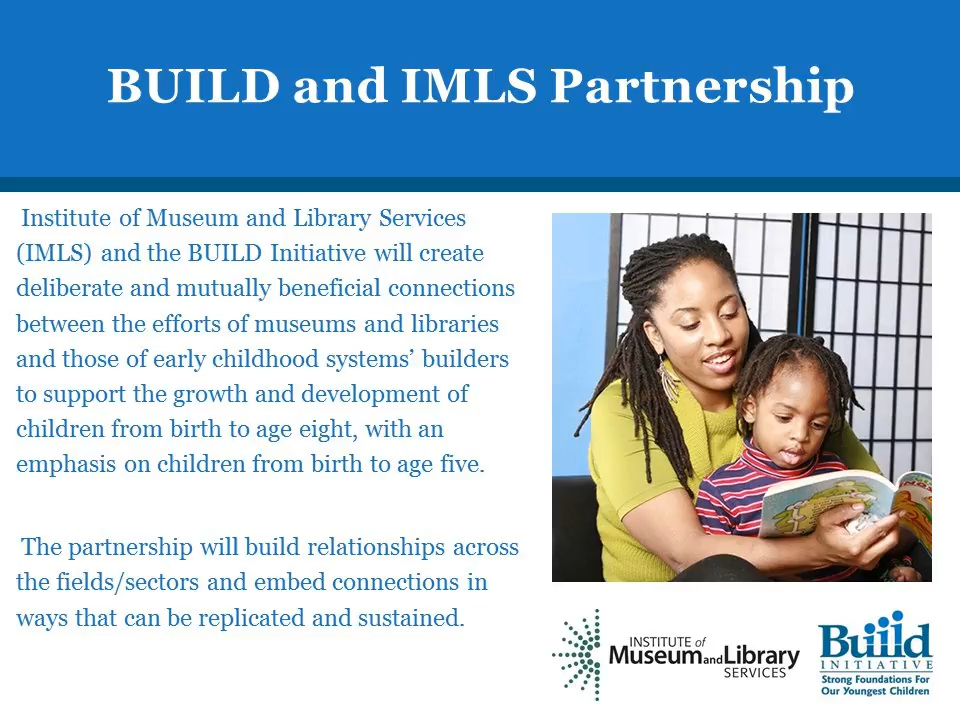 BUILD and IMLS Partnership
Institute of Museum and Library Services
(IMLS) and the BUILD Initiative will create
deliberate and mutually beneficial connections
between the efforts of museums and libraries
and those of early childhood systems’ builders
to support the growth and development of
children from birth to age eight, with an
emphasis on children from birth to age five.
The partnership will build relationships across
the fields/sectors and embed connections in
ways that can be replicated and sustained.
INSTITUTE of
Museum and Library
SERVICES
Build
INITIATIVE
Strong Foundations For
Our Youngest Children